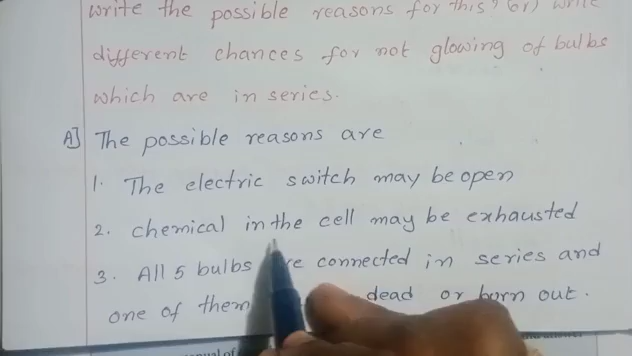 write the possible reasons for this? (or) write
different chances for not glowing of bulbs
which are in series.
A] The possible reasons are
1. The electric switch may be open
2. chemical in the cell may be exhausted
3. All 5 bulbs are connected in series and
one of them dead or born out.